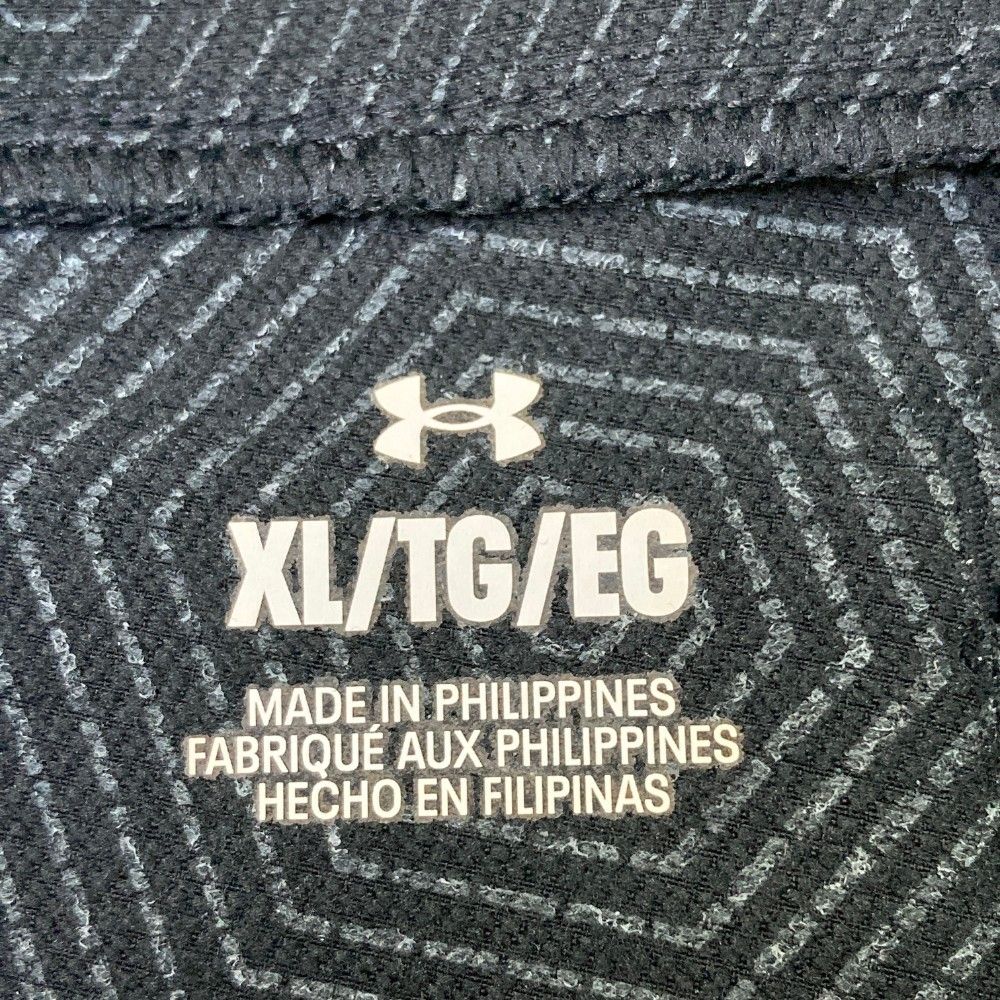 XL/TG/EG
MADE IN PHILIPPINES
FABRIQUÉ AUX PHILIPPINES
HECHO EN FILIPINAS